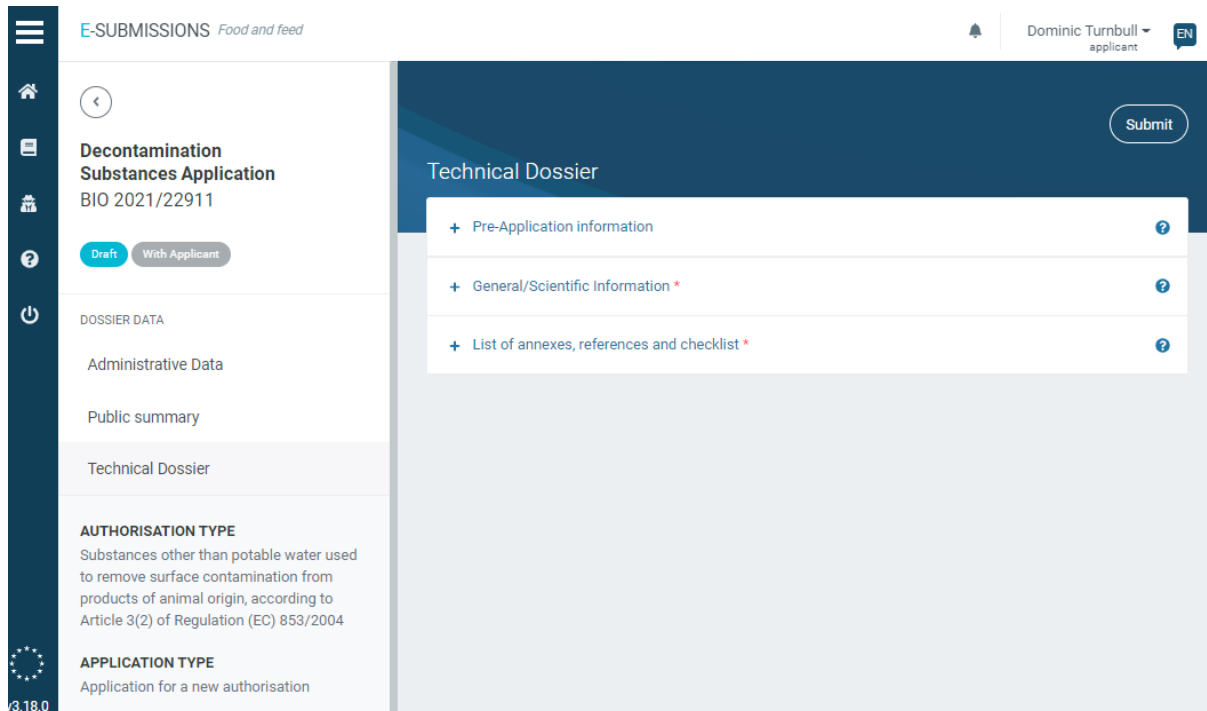 E-SUBMISSIONS Food and feed
Dominic Turnbull
applicant
EN
Decontamination
Substances Application
BIO 2021/22911
Draft
With Applicant
DOSSIER DATA
Administrative Data
Public summary
Technical Dossier
AUTHORISATION TYPE
Substances other than potable water used
to remove surface contamination from
products of animal origin, according to
Article 3(2) of Regulation (EC) 853/2004
APPLICATION TYPE
Application for a new authorisation
v3.18.0
Submit
Technical Dossier
+ Pre-Application information ?
+ General/Scientific Information * ?
+ List of annexes, references and checklist * ?